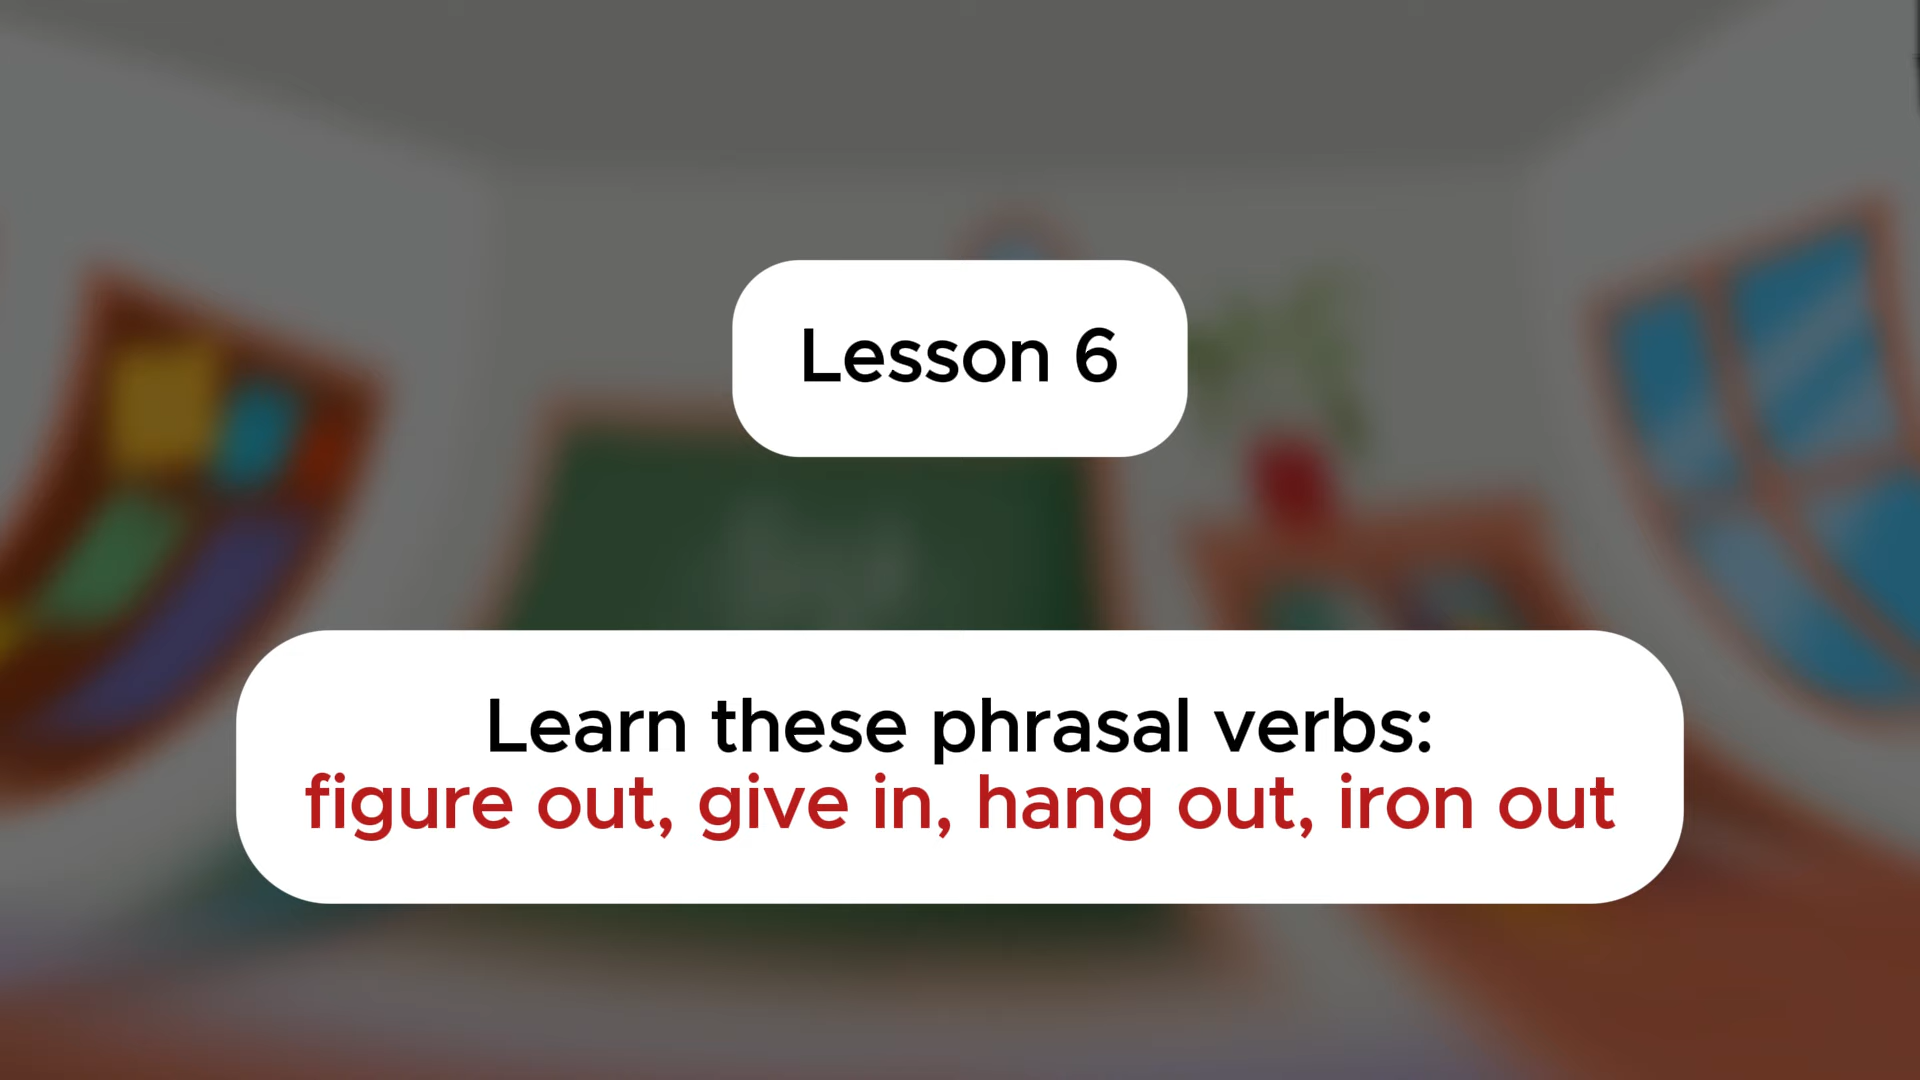 Lesson 6
Learn these phrasal verbs:
figure out, give in, hang out, iron out